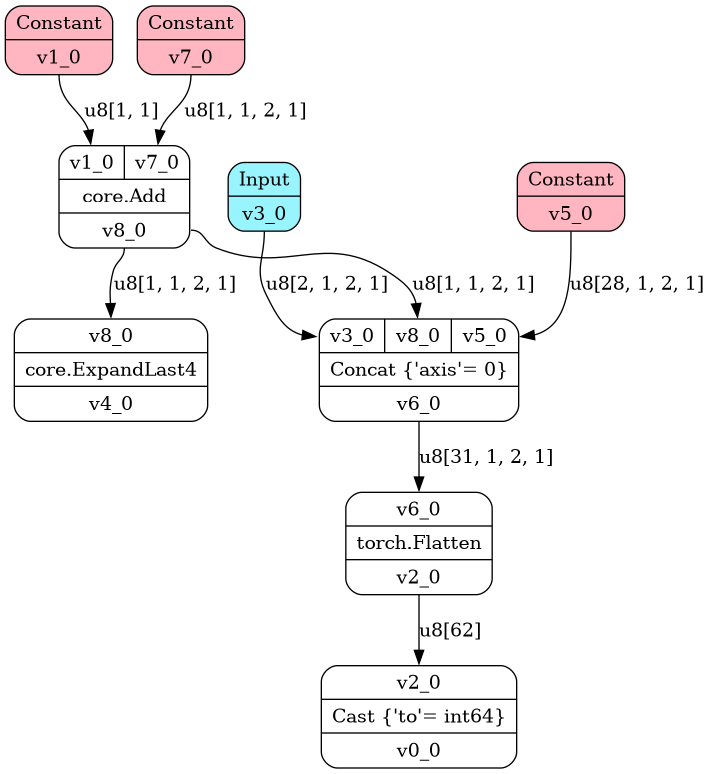 Constant
v1_0
Constant
v7_0
u8[1, 1]
u8[1, 1, 2, 1]
v1_0
v7_0
core.Add
v8_0
Input
v3_0
Constant
v5_0
u8[1, 1, 2, 1]
u8[2, 1, 2, 1]
u8[1, 1, 2, 1]
u8[28, 1, 2, 1]
v8_0
core.ExpandLast4
v4_0
v3_0
v8_0
v5_0
Concat {'axis'= 0}
v6_0
u8[31, 1, 2, 1]
v6_0
torch.Flatten
v2_0
u8[62]
v2_0
Cast {'to'= int64}
v0_0